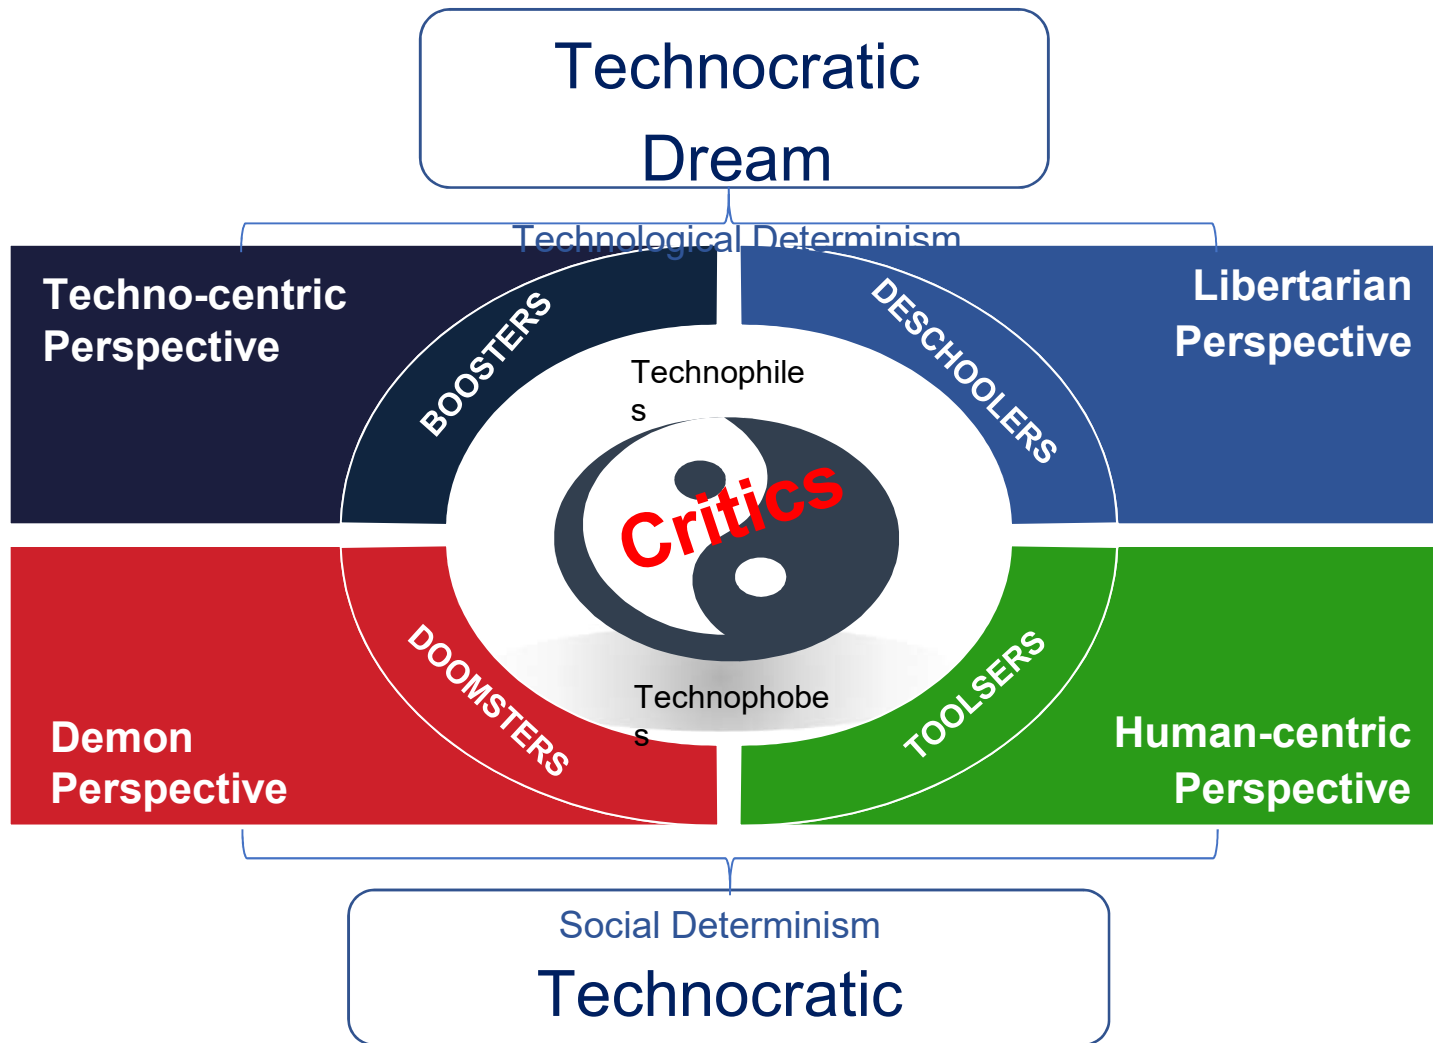 Technocratic
Dream
Technological Determinism
Techno-centric
Perspective
BOOSTERS
DESCHOOLERS
Libertarian
Perspective
Technophile
s
Critics
Technophobe
s
DOOMSTERS
TOOLSERS
Demon
Perspective
Human-centric
Perspective
Social Determinism
Technocratic